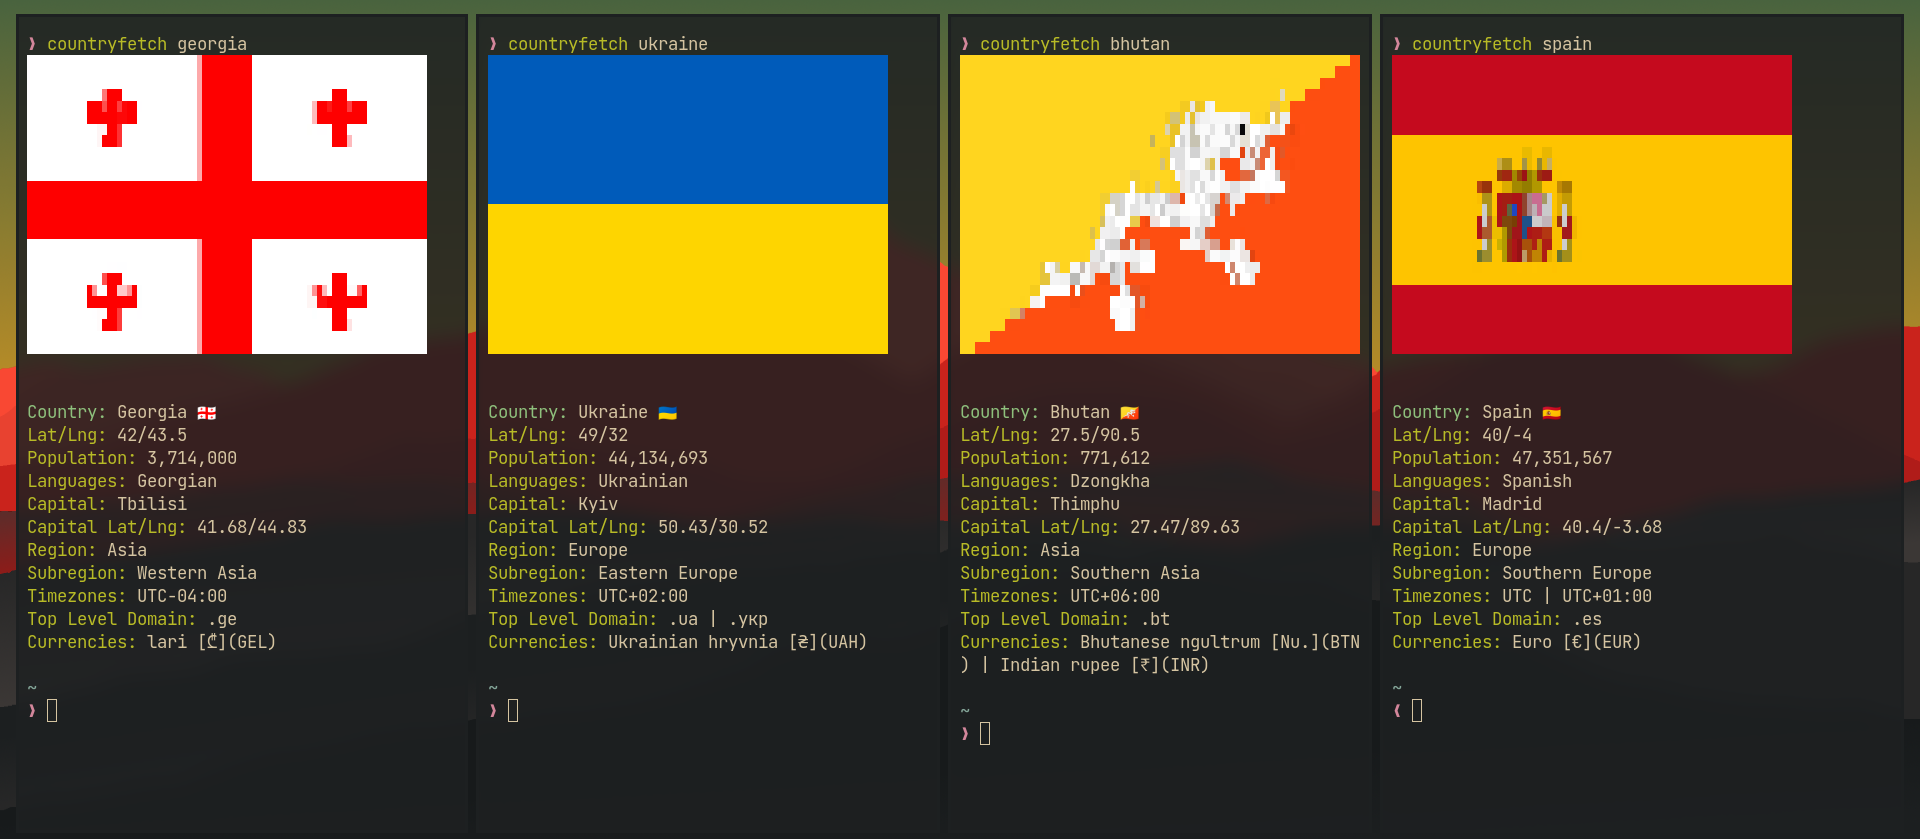 ❱ countryfetch georgia
Country: Georgia 🇬🇪
Lat/Lng: 42/43.5
Population: 3,714,000
Languages: Georgian
Capital: Tbilisi
Capital Lat/Lng: 41.68/44.83
Region: Asia
Subregion: Western Asia
Timezones: UTC-04:00
Top Level Domain: .ge
Currencies: lari [₾](GEL)
~
❱
❱ countryfetch ukraine
Country: Ukraine 🇺🇦
Lat/Lng: 49/32
Population: 44,134,693
Languages: Ukrainian
Capital: Kyiv
Capital Lat/Lng: 50.43/30.52
Region: Europe
Subregion: Eastern Europe
Timezones: UTC+02:00
Top Level Domain: .ua | .укр
Currencies: Ukrainian hryvnia [₴](UAH)
~
❱
❱ countryfetch bhutan
Country: Bhutan 🇧🇹
Lat/Lng: 27.5/90.5
Population: 771,612
Languages: Dzongkha
Capital: Thimphu
Capital Lat/Lng: 27.47/89.63
Region: Asia
Subregion: Southern Asia
Timezones: UTC+06:00
Top Level Domain: .bt
Currencies: Bhutanese ngultrum [Nu.](BTN
) | Indian rupee [₹](INR)
~
❱
❱ countryfetch spain
Country: Spain 🇪🇸
Lat/Lng: 40/-4
Population: 47,351,567
Languages: Spanish
Capital: Madrid
Capital Lat/Lng: 40.4/-3.68
Region: Europe
Subregion: Southern Europe
Timezones: UTC | UTC+01:00
Top Level Domain: .es
Currencies: Euro [€](EUR)
~
❰